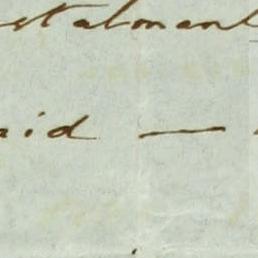 stalment
aid —